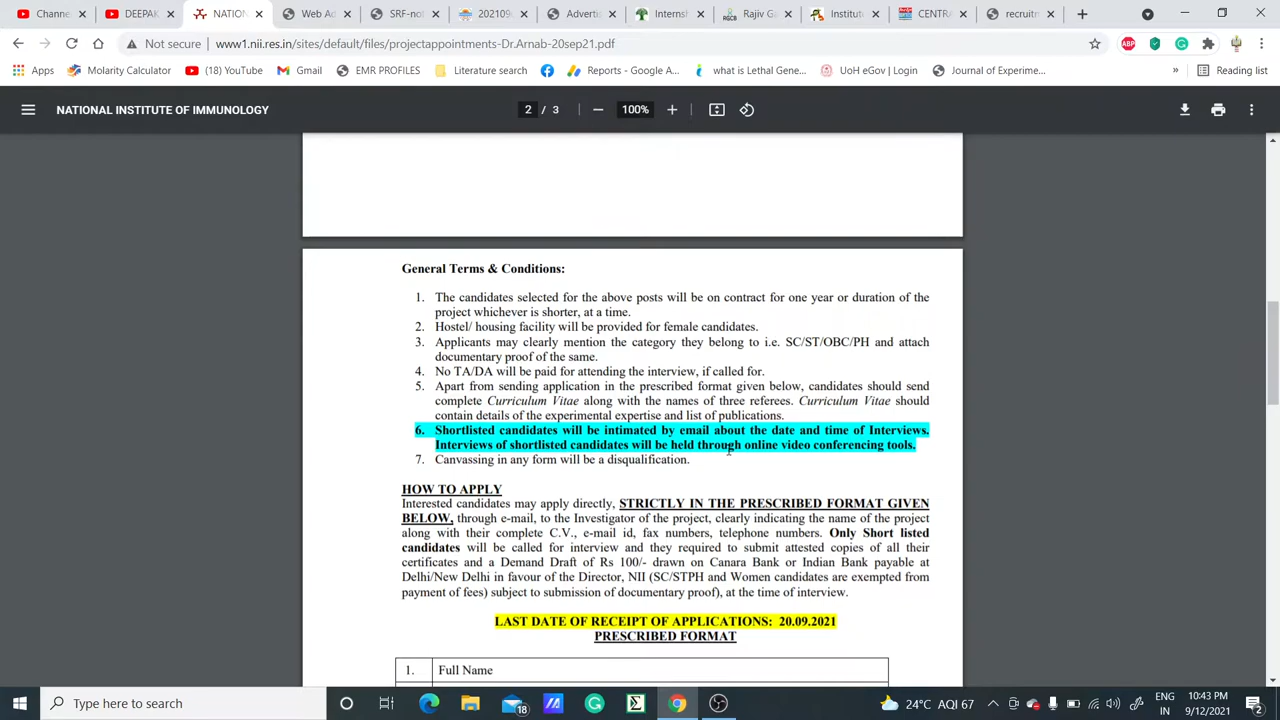 Channel
DEEPAK
NATION
Web Ad
SRF-not
202109
Adverti
Internsh
Rajiv Ga
Institute
CENTRA
recruitm
Not secure
www1.nii.res.in/sites/default/files/projectappointments-Dr.Arnab-20sep21.pdf
Apps
Molarity Calculator
(18) YouTube
Gmail
EMR PROFILES
Literature search
Reports - Google A...
what is Lethal Gene...
UoH eGov | Login
Journal of Experime...
»
Reading list
NATIONAL INSTITUTE OF IMMUNOLOGY
2 / 3
100%
General Terms & Conditions:
1. The candidates selected for the above posts will be on contract for one year or duration of the
project whichever is shorter, at a time.
2. Hostel/ housing facility will be provided for female candidates.
3. Applicants may clearly mention the category they belong to i.e. SC/ST/OBC/PH and attach
documentary proof of the same.
4. No TA/DA will be paid for attending the interview, if called for.
5. Apart from sending application in the prescribed format given below, candidates should send
complete Curriculum Vitae along with the names of three referees. Curriculum Vitae should
contain details of the experimental expertise and list of publications.
6. Shortlisted candidates will be intimated by email about the date and time of Interviews.
Interviews of shortlisted candidates will be held through online video conferencing tools.
7. Canvassing in any form will be a disqualification.
HOW TO APPLY
Interested candidates may apply directly, STRICTLY IN THE PRESCRIBED FORMAT GIVEN
BELOW, through e-mail, to the Investigator of the project, clearly indicating the name of the project
along with their complete C.V., e-mail id, fax numbers, telephone numbers. Only Short listed
candidates will be called for interview and they required to submit attested copies of all their
certificates and a Demand Draft of Rs 100/- drawn on Canara Bank or Indian Bank payable at
Delhi/New Delhi in favour of the Director, NII (SC/STPH and Women candidates are exempted from
payment of fees) subject to submission of documentary proof), at the time of interview.
LAST DATE OF RECEIPT OF APPLICATIONS: 20.09.2021
PRESCRIBED FORMAT
1. Full Name
Type here to search
18
24°C AQI 67
ENG
IN
10:43 PM
9/12/2021
2